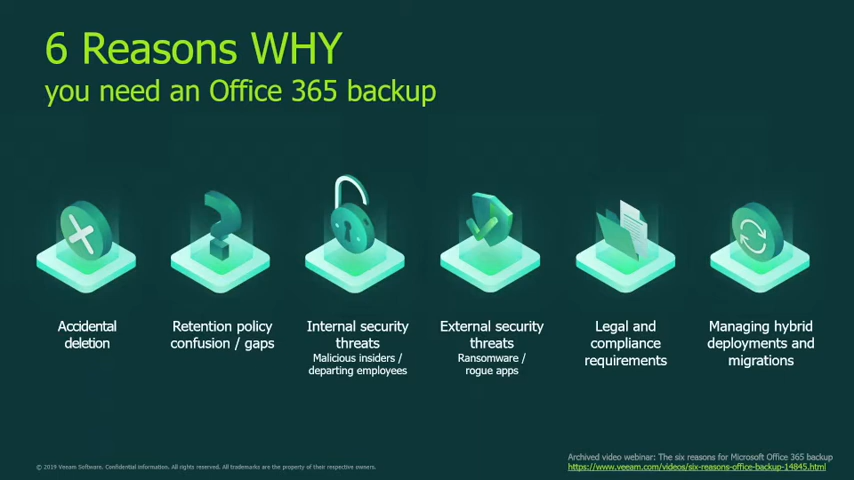 6 Reasons WHY
you need an Office 365 backup
Accidental
deletion
Retention policy
confusion / gaps
Internal security
threats
Malicious insiders /
departing employees
External security
threats
Ransomware /
rogue apps
Legal and
compliance
requirements
Managing hybrid
deployments and
migrations
Archived video webinar: The six reasons for Microsoft Office 365 backup
https://www.veeam.com/videos/six-reasons-office-backup-14845.html
© 2019 Veeam Software. Confidential information. All rights reserved. All trademarks are the property of their respective owners.